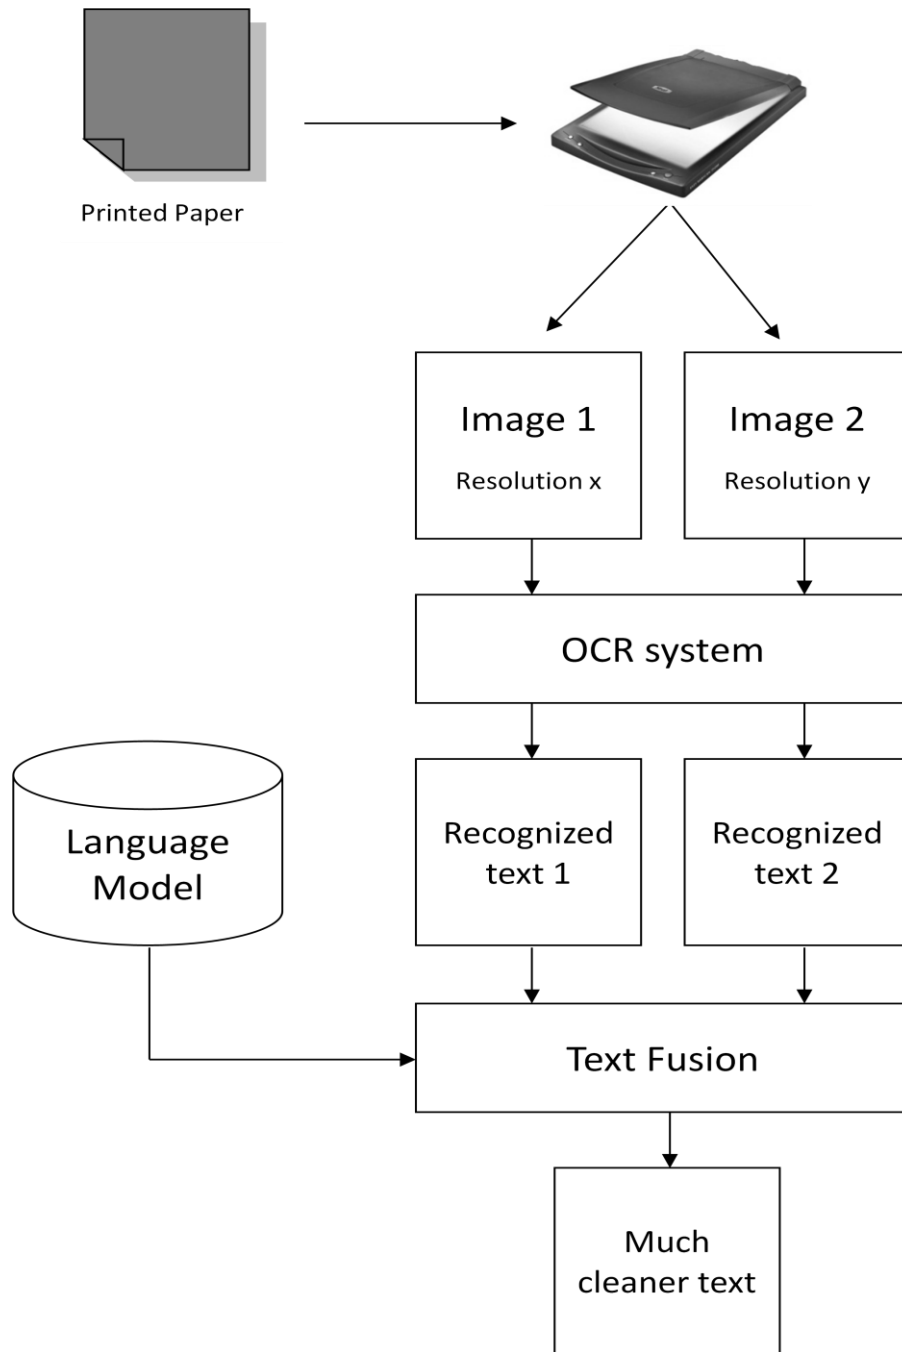 Printed Paper
Image 1
Resolution x
Image 2
Resolution y
OCR system
Language
Model
Recognized
text 1
Recognized
text 2
Text Fusion
Much
cleaner text